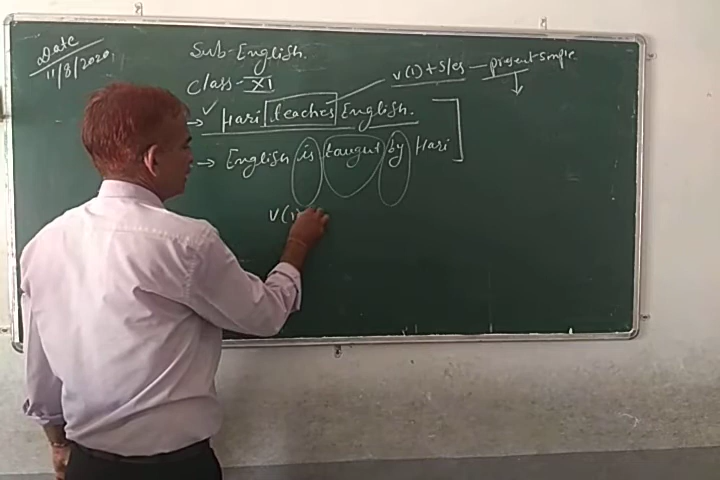 Date
11/8/2020,
Sub-English.
Class-XI
✓
→ Hari teaches English.
v(1)+s/es — present simple
→ English is taught by Hari
V(1)